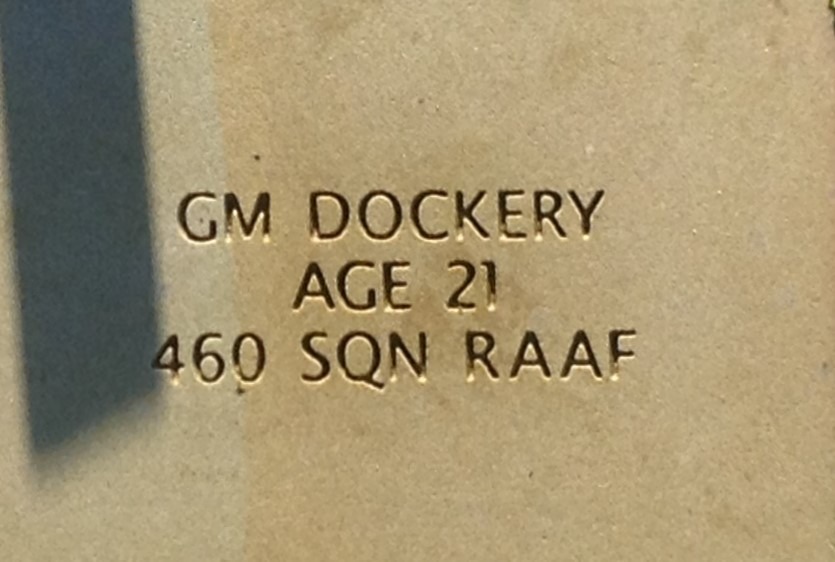 GM DOCKERY
AGE 21
460 SQN RAAF